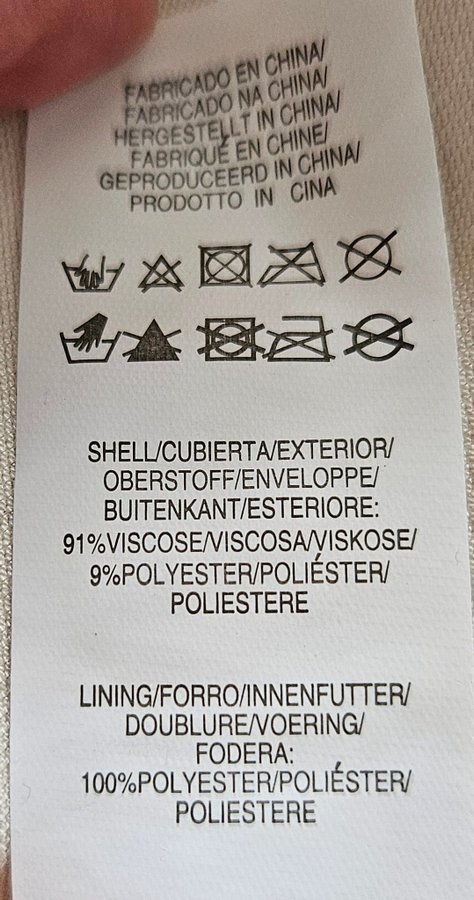 FABRICADO EN CHINA/
FABRICADO NA CHINA/
HERGESTELLT IN CHINA/
FABRIQUÉ EN CHINE/
GEPRODUCEERD IN CHINA/
PRODOTTO IN CINA
SHELL/CUBIERTA/EXTERIOR/
OBERSTOFF/ENVELOPPE/
BUITENKANT/ESTERIORE:
91%VISCOSE/VISCOSA/VISKOSE/
9%POLYESTER/POLIÉSTER/
POLIESTERE
LINING/FORRO/INNENFUTTER/
DOUBLURE/VOERING/
FODERA:
100%POLYESTER/POLIÉSTER/
POLIESTERE